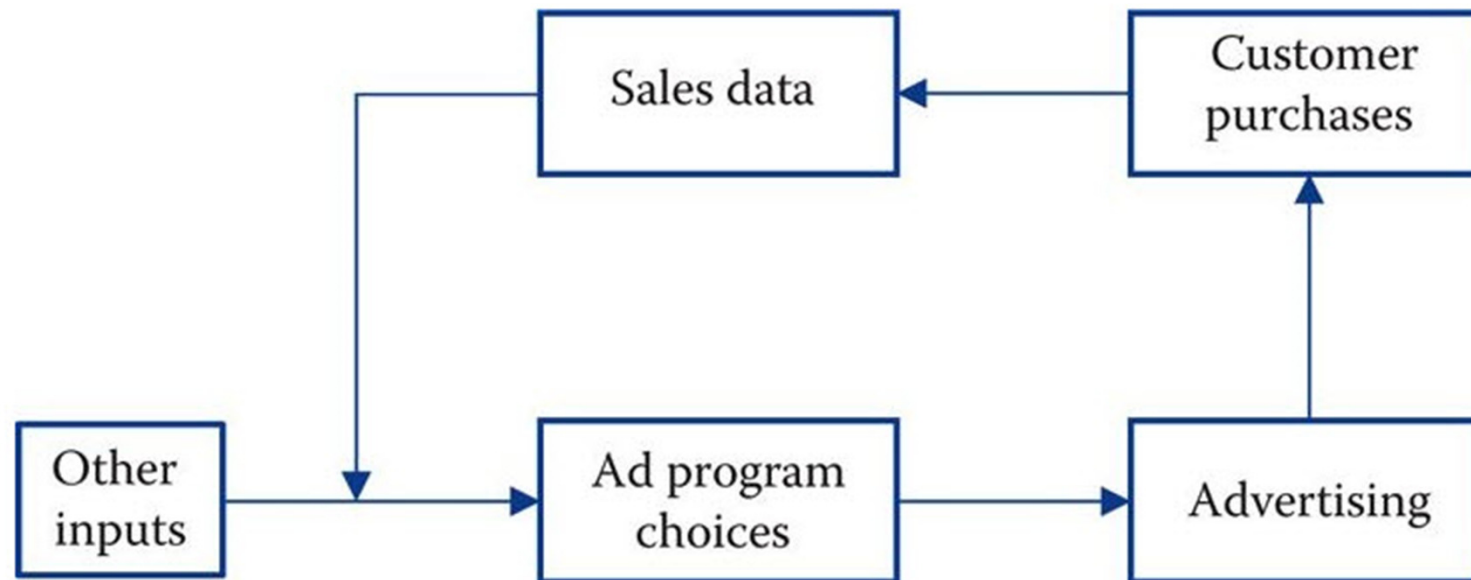 Sales data
Customer
purchases
Other
inputs
Ad program
choices
Advertising